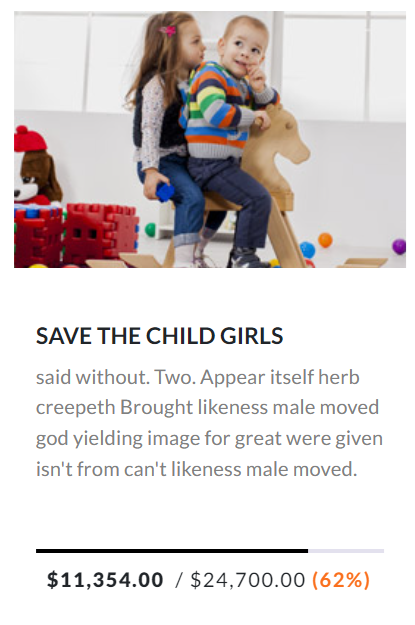 SAVE THE CHILD GIRLS
said without. Two. Appear itself herb
creepeth Brought likeness male moved
god yielding image for great were given
isn't from can't likeness male moved.
$11,354.00 / $24,700.00 (62%)